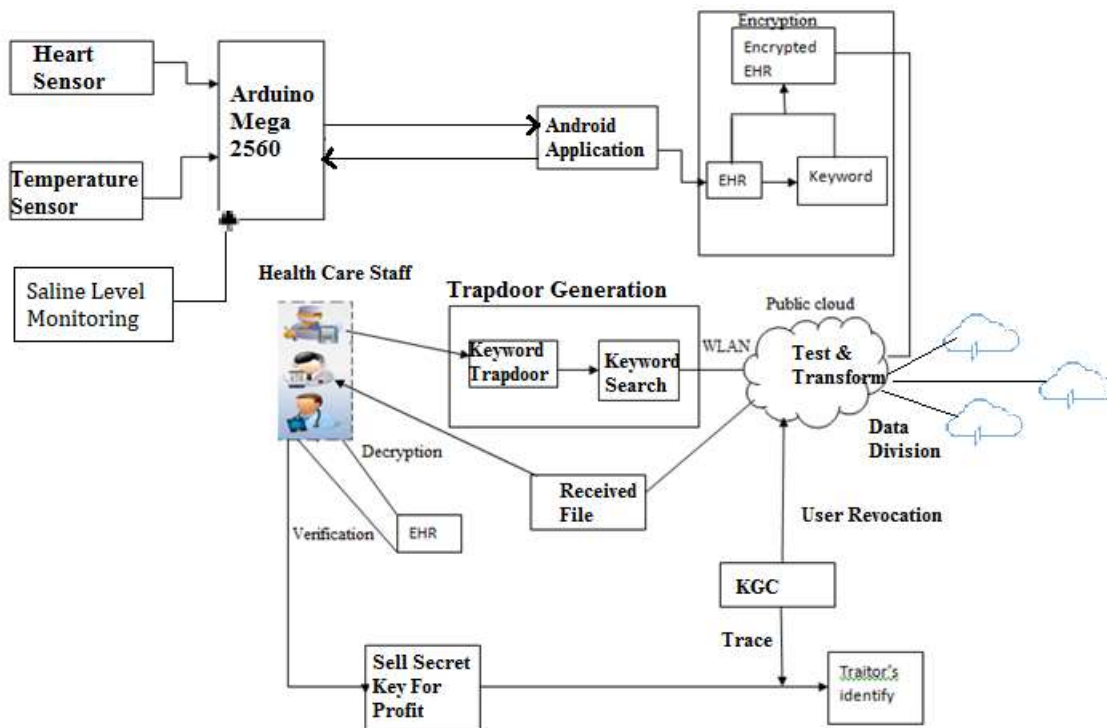 Heart
Sensor
Arduino
Mega
2560
Temperature
Sensor
Saline Level
Monitoring
Android
Application
Encryption
Encrypted
EHR
EHR
Keyword
Health Care Staff
Trapdoor Generation
Keyword
Trapdoor
Keyword
Search
WLAN
Public cloud
Test &
Transform
Data
Division
Decryption
Verification
EHR
Received
File
User Revocation
KGC
Trace
Sell Secret
Key For
Profit
Traitor's
identify